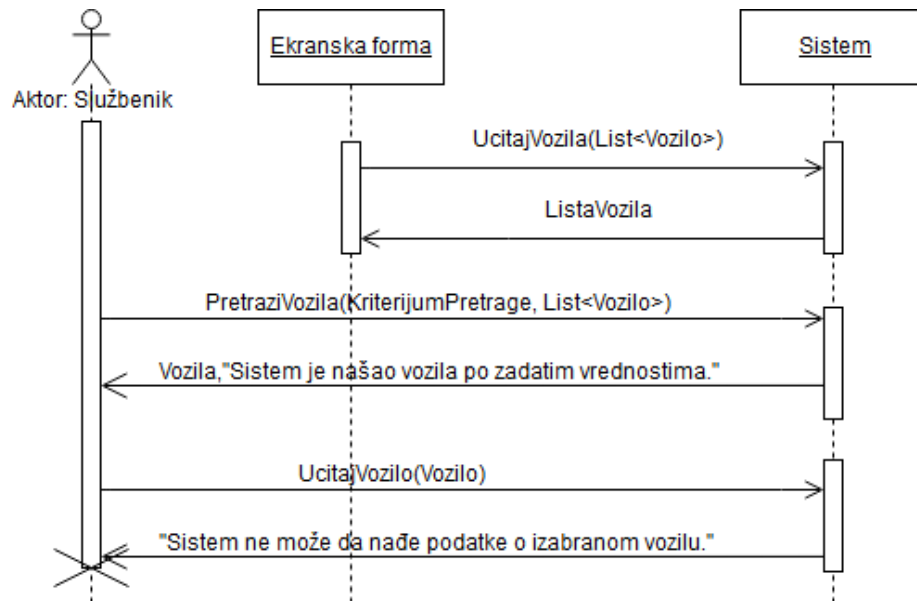 Ekranska forma
Sistem
Aktor: Službenik
UcitajVozila(List<Vozilo>)
ListaVozila
PretraziVozila(KriterijumPretrage, List<Vozilo>)
Vozila,"Sistem je našao vozila po zadatim vrednostima."
UcitajVozilo(Vozilo)
"Sistem ne može da nađe podatke o izabranom vozilu."